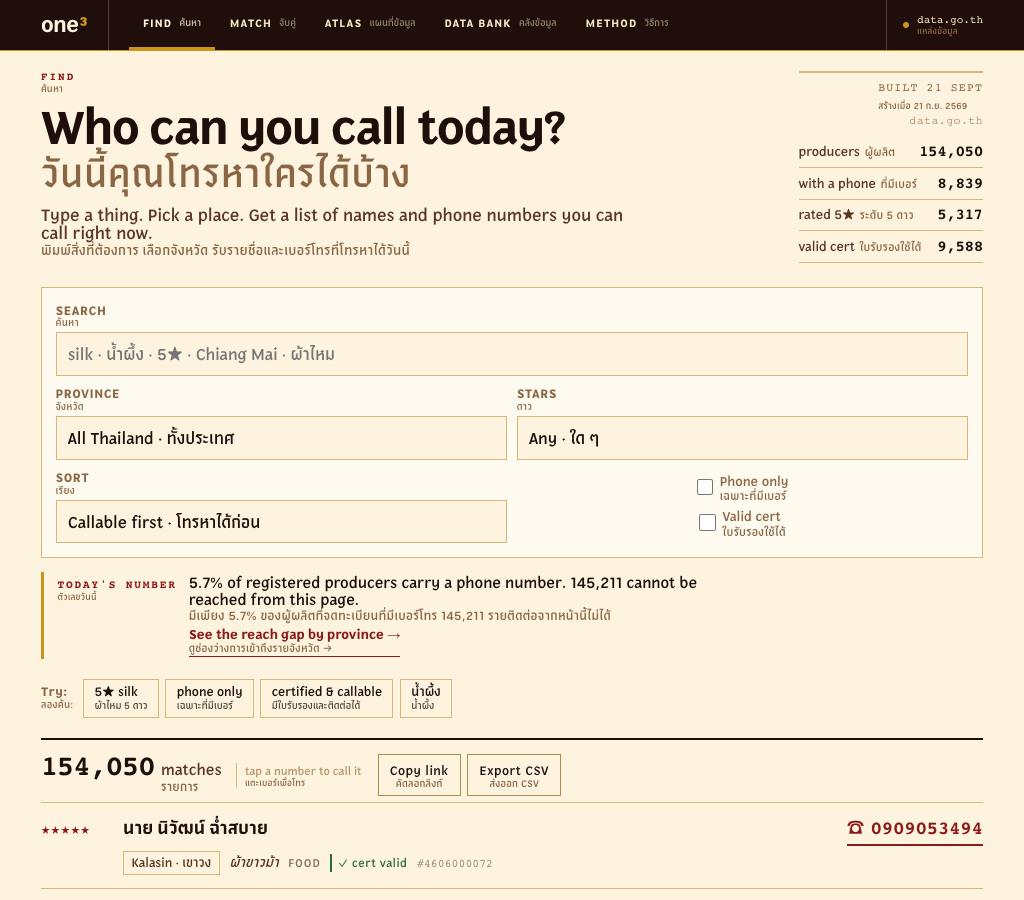 one³
FIND ค้นหา
MATCH จับคู่
ATLAS แผนที่ข้อมูล
DATA BANK คลังข้อมูล
METHOD วิธีการ
data.go.th
แหล่งข้อมูล
FIND
ค้นหา
Who can you call today?
วันนี้คุณโทรหาใครได้บ้าง
Type a thing. Pick a place. Get a list of names and phone numbers you can
call right now.
พิมพ์สิ่งที่ต้องการ เลือกจังหวัด รับรายชื่อและเบอร์โทรที่โทรหาได้วันนี้
BUILT 21 SEPT
สร้างเมื่อ 21 ก.ย. 2569
data.go.th
producers ผู้ผลิต 154,050
with a phone ที่มีเบอร์ 8,839
rated 5★ ระดับ 5 ดาว 5,317
valid cert ใบรับรองใช้ได้ 9,588
SEARCH
ค้นหา
silk · น้ำผึ้ง · 5★ · Chiang Mai · ผ้าไหม
PROVINCE
จังหวัด
All Thailand · ทั้งประเทศ
STARS
ดาว
Any · ใด ๆ
SORT
เรียง
Callable first · โทรหาได้ก่อน
Phone only
เฉพาะที่มีเบอร์
Valid cert
ใบรับรองใช้ได้
TODAY'S NUMBER
ตัวเลขวันนี้
5.7% of registered producers carry a phone number. 145,211 cannot be
reached from this page.
มีเพียง 5.7% ของผู้ผลิตที่จดทะเบียนที่มีเบอร์โทร 145,211 รายติดต่อจากหน้านี้ไม่ได้
See the reach gap by province →
ดูช่องว่างการเข้าถึงรายจังหวัด →
Try:
ลองค้น:
5★ silk
ผ้าไหม 5 ดาว
phone only
เฉพาะที่มีเบอร์
certified & callable
มีใบรับรองและติดต่อได้
น้ำผึ้ง
น้ำผึ้ง
154,050 matches
รายการ
tap a number to call it
แตะเบอร์เพื่อโทร
Copy link
คัดลอกลิงก์
Export CSV
ส่งออก CSV
★★★★★
นาย นิวัฒน์ ฉ่ำสบาย
☎ 0909053494
Kalasin · เขาวง
ผ้าขาวม้า FOOD
✓ cert valid
#4606000072